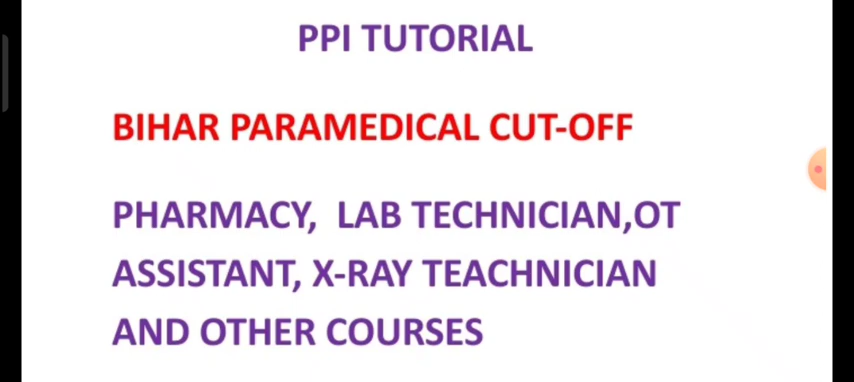 PPI TUTORIAL
BIHAR PARAMEDICAL CUT-OFF
PHARMACY, LAB TECHNICIAN,OT
ASSISTANT, X-RAY TEACHNICIAN
AND OTHER COURSES